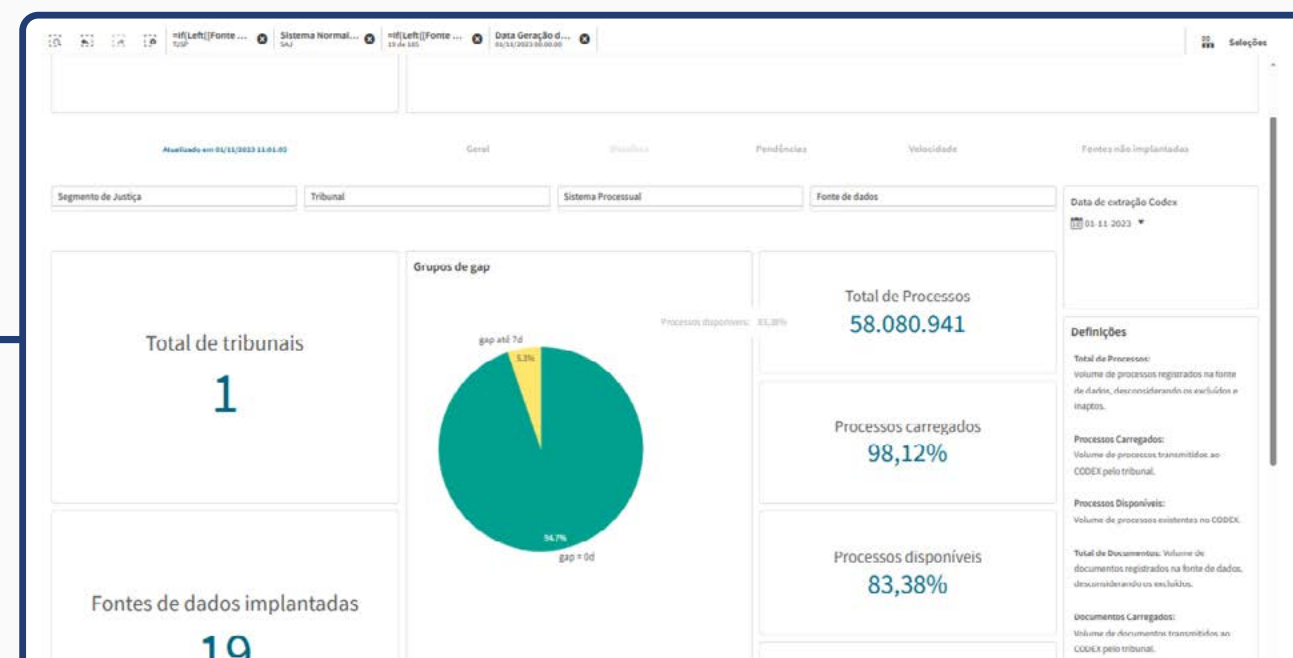 =if(Left([Fonte ...
TJSP
Sistema Normal...
SAJ
=if(Left([Fonte ...
19 de 185
Data Geração d...
01/11/2023 00:00:00
Seleções
Atualizado em 01/11/2023 11:01:02
Geral
Detalhes
Pendências
Velocidade
Fontes não implantadas
Segmento de Justiça
Tribunal
Sistema Processual
Fonte de dados
Data de extração Codex
01-11-2023
Total de tribunais
1
Fontes de dados implantadas
19
Grupos de gap
Processos disponíveis: 83,38%
gap até 7d
5.3%
94.7%
gap = 0d
Total de Processos
58.080.941
Processos carregados
98,12%
Processos disponíveis
83,38%
Definições
Total de Processos:
Volume de processos registrados na fonte
de dados, desconsiderando os excluídos e
inaptos.
Processos Carregados:
Volume de processos transmitidos ao
CODEX pelo tribunal.
Processos Disponíveis:
Volume de processos existentes no CODEX.
Total de Documentos: Volume de
documentos registrados na fonte de dados,
desconsiderando os excluídos.
Documentos Carregados:
Volume de documentos transmitidos ao
CODEX pelo tribunal.